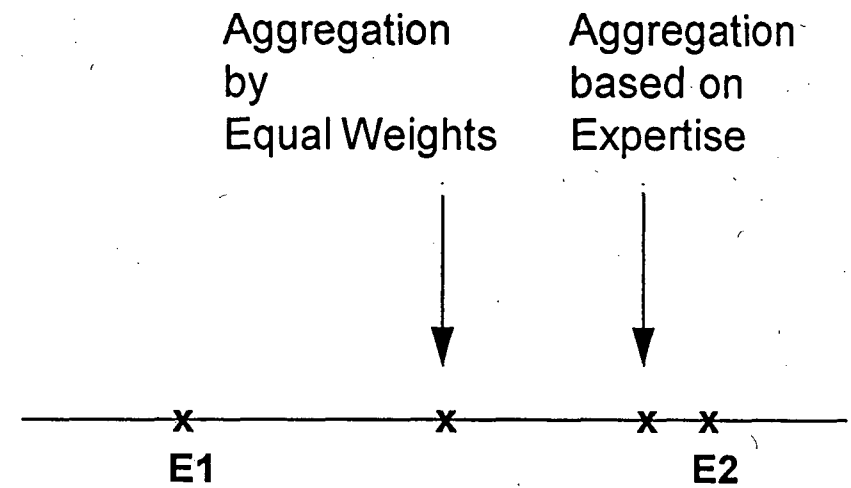 Aggregation
by
Equal Weights
Aggregation
based on
Expertise
x x x x
E1 E2